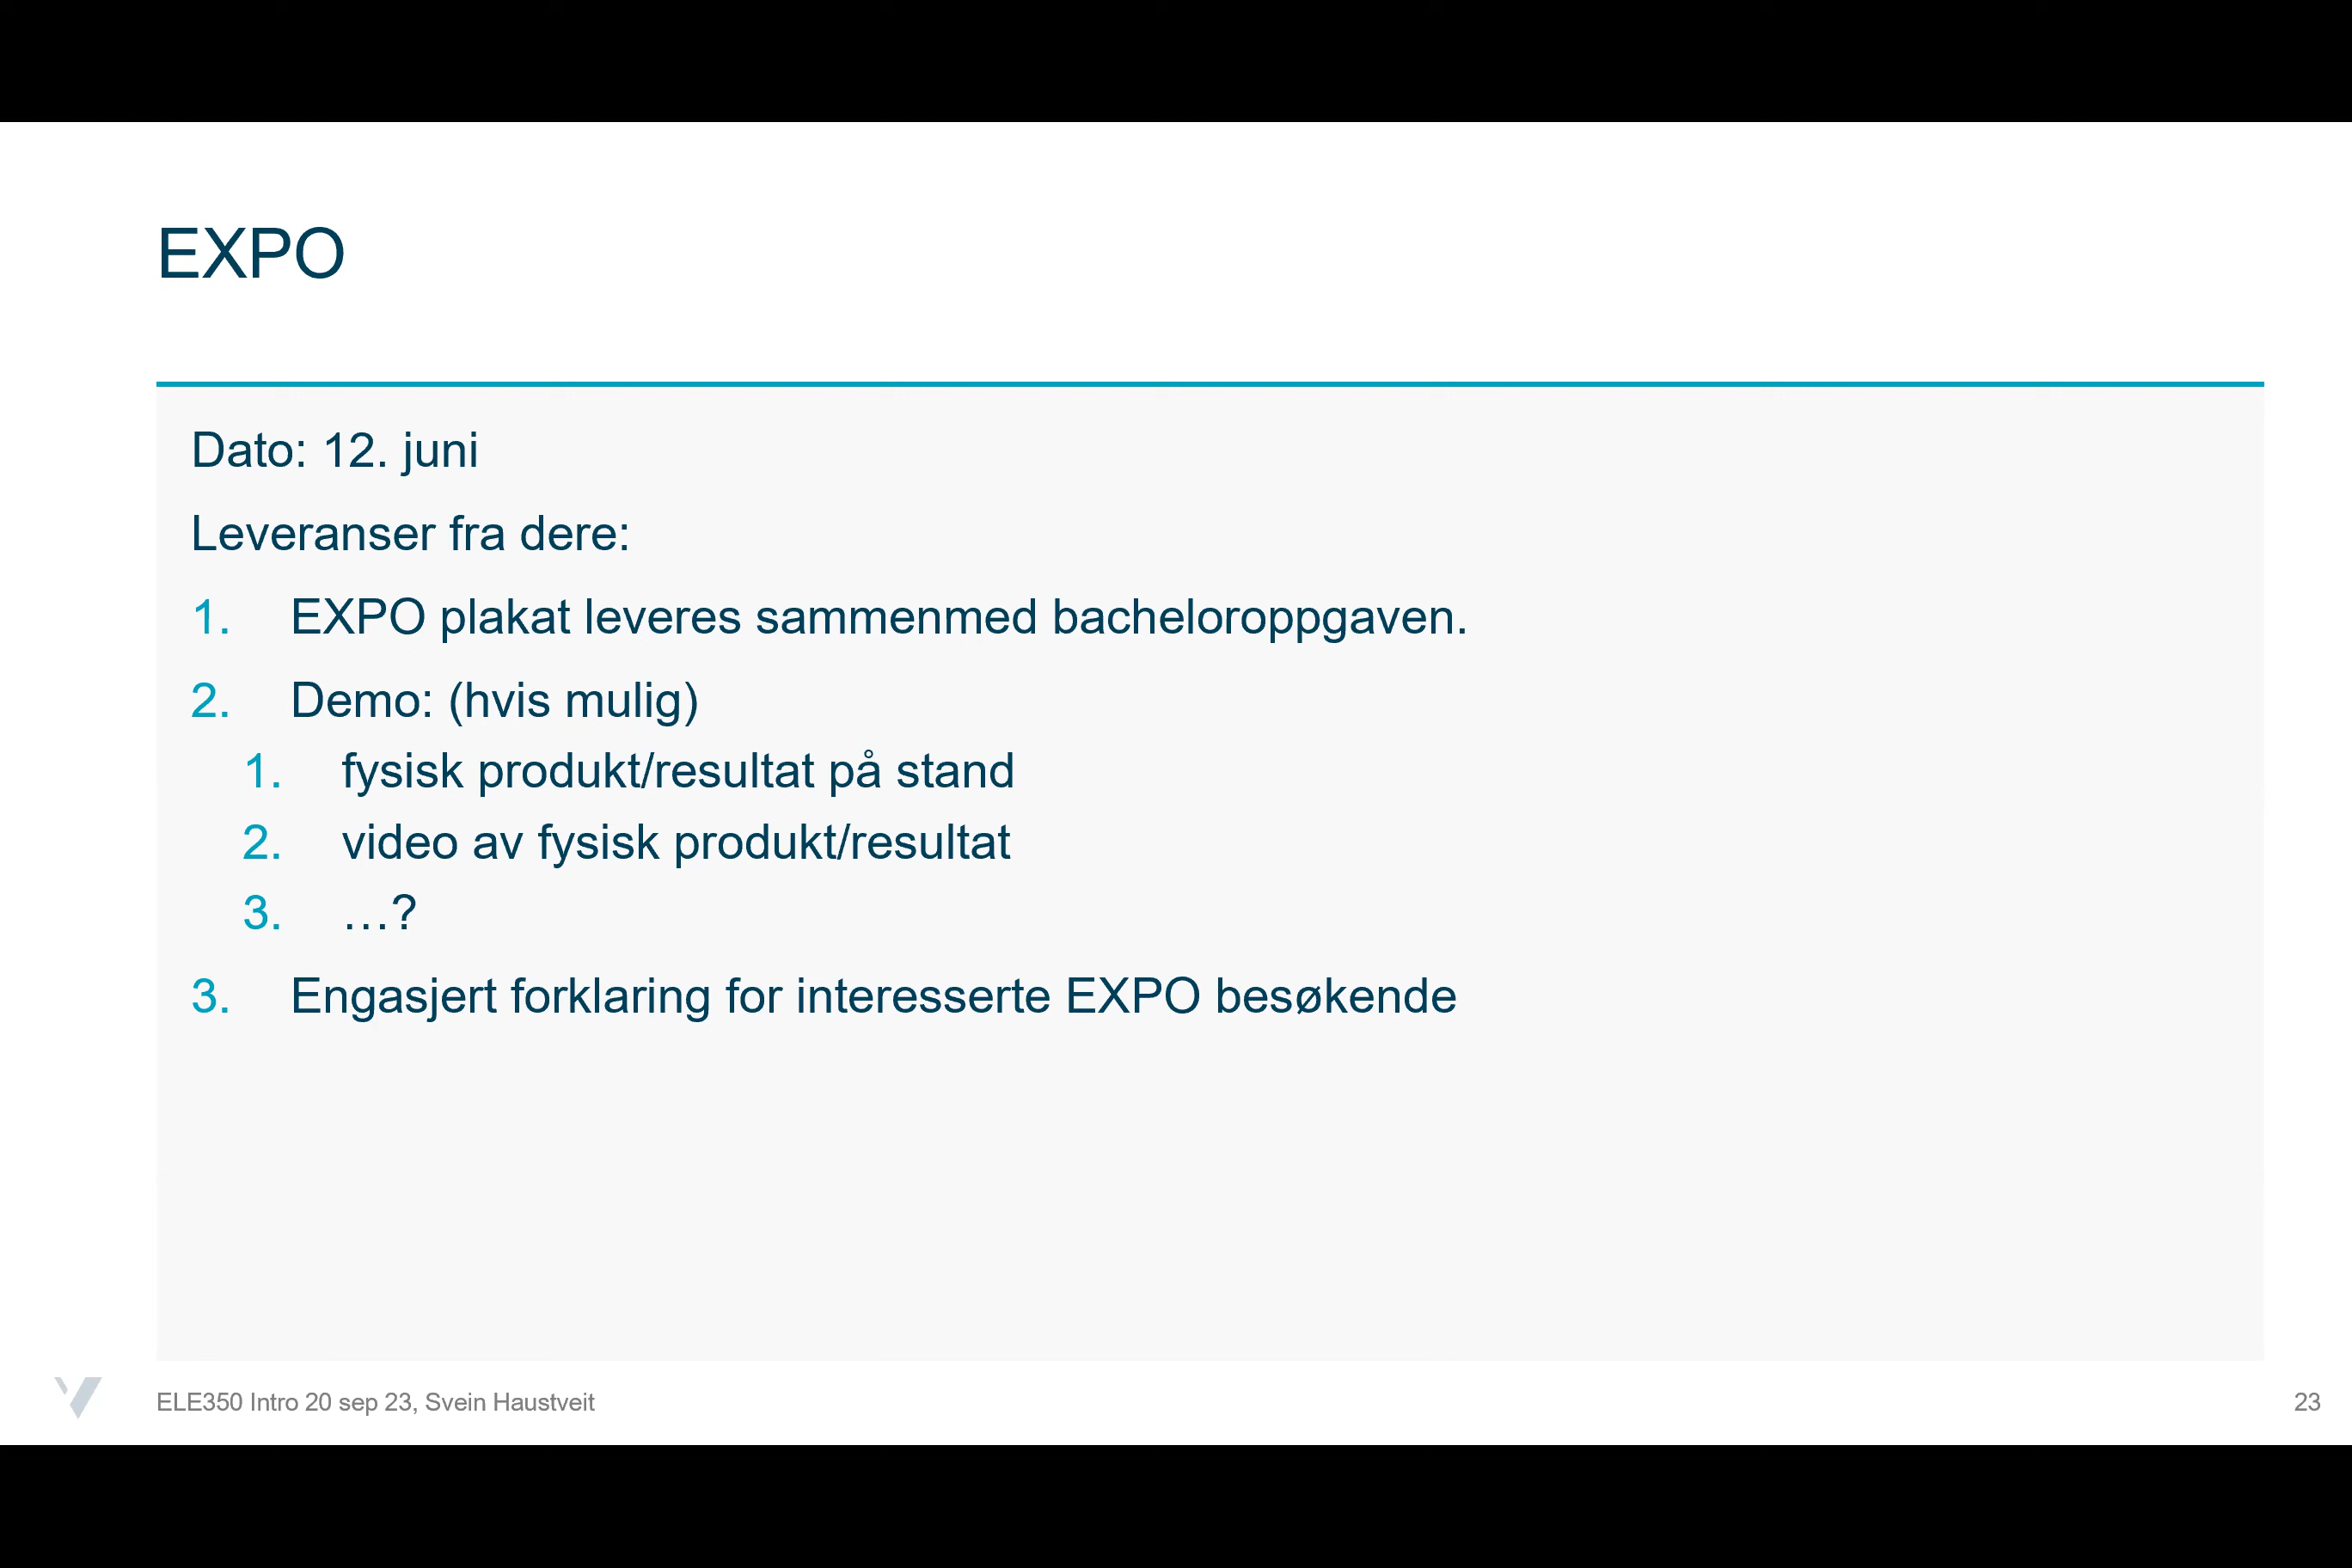 EXPO
Dato: 12. juni
Leveranser fra dere:
1. EXPO plakat leveres sammenmed bacheloroppgaven.
2. Demo: (hvis mulig)
1. fysisk produkt/resultat på stand
2. video av fysisk produkt/resultat
3. …?
3. Engasjert forklaring for interesserte EXPO besøkende
ELE350 Intro 20 sep 23, Svein Haustveit
23